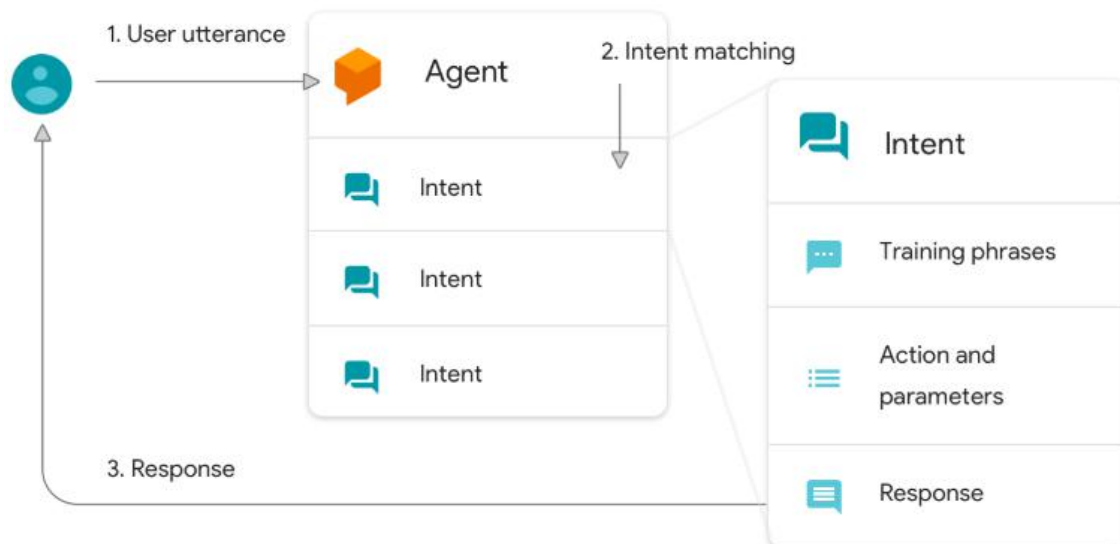 1. User utterance
Agent
2. Intent matching
Intent
Intent
Intent
Intent
Training phrases
Action and
parameters
Response
3. Response